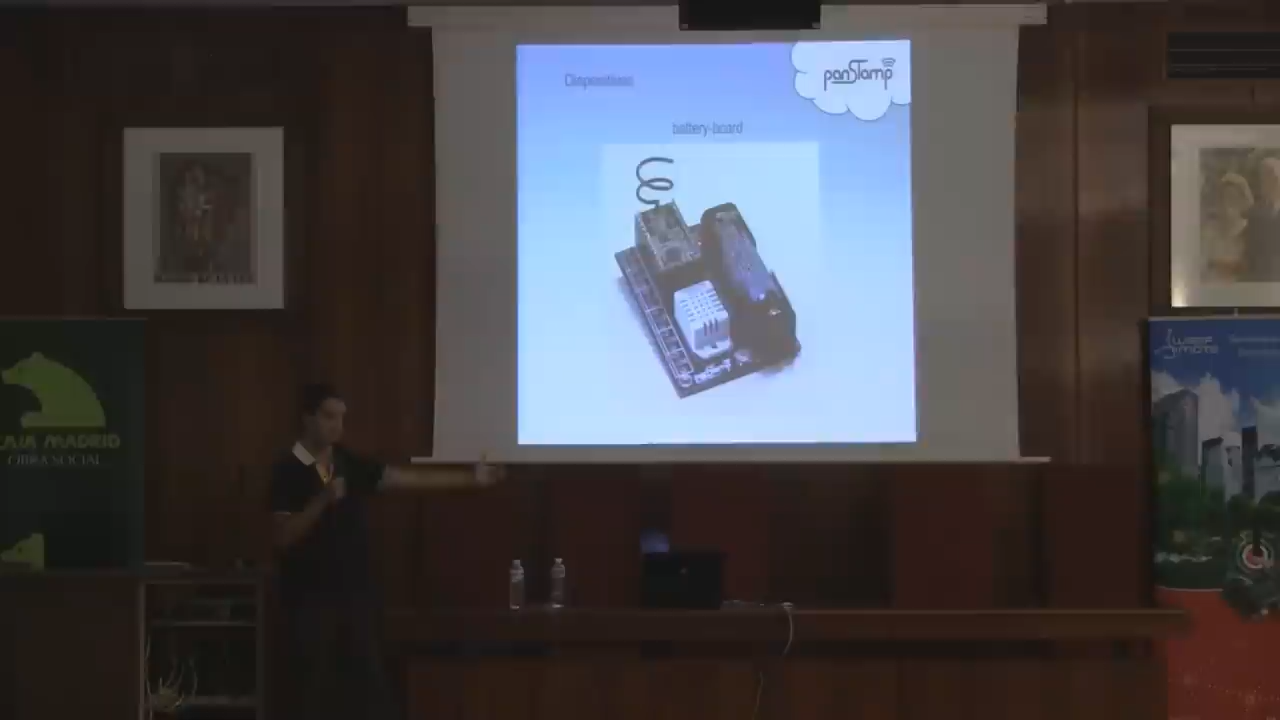 Dispositivos
panStamp
battery-board
CAJA MADRID
OBRA SOCIAL